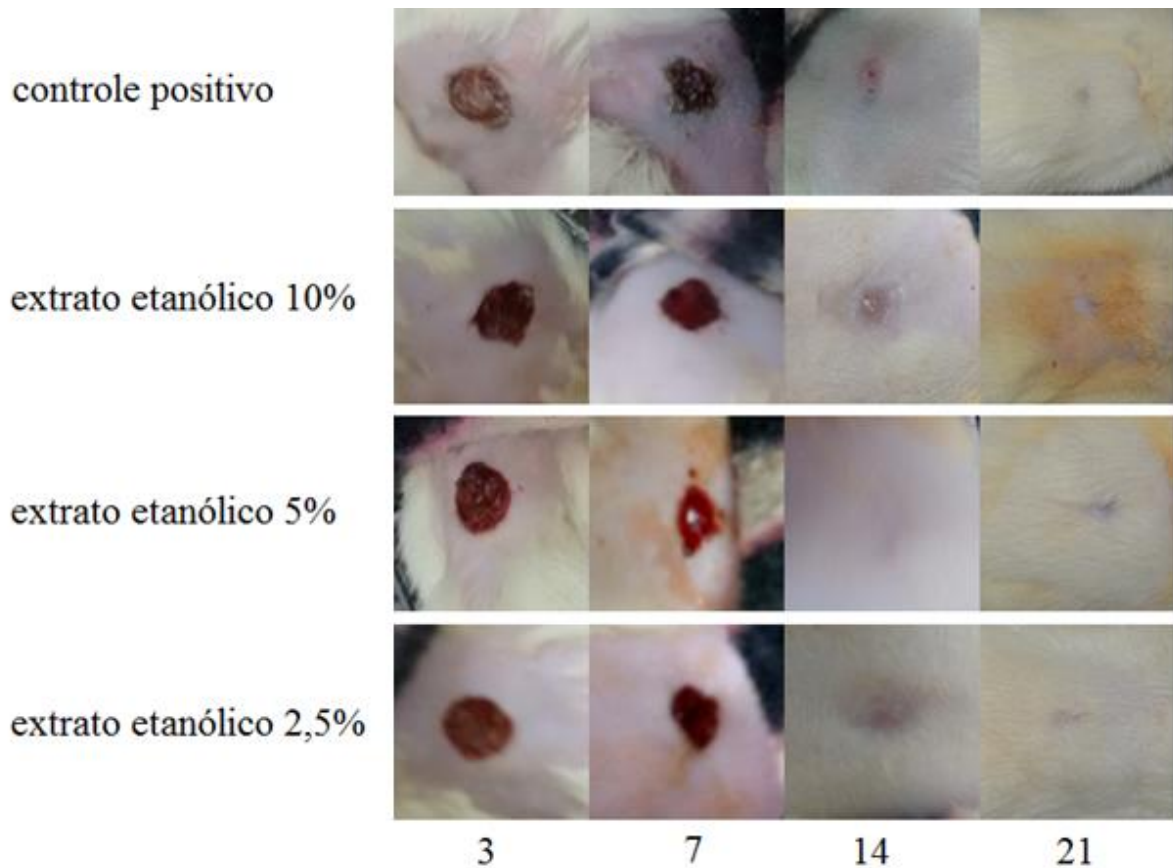 controle positivo
extrato etanólico 10%
extrato etanólico 5%
extrato etanólico 2,5%
3 7 14 21